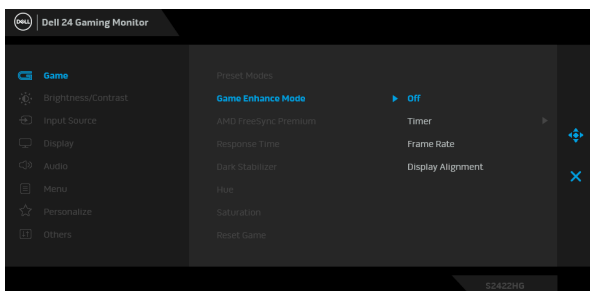 DELL
Dell 24 Gaming Monitor
Game
Brightness/Contrast
Input Source
Display
Audio
Menu
Personalize
Others
Preset Modes
Game Enhance Mode
AMD FreeSync Premium
Response Time
Dark Stabilizer
Hue
Saturation
Reset Game
Off
Timer
Frame Rate
Display Alignment
S2422HG